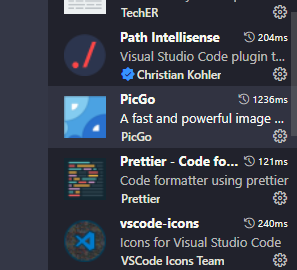 TechER
Path Intellisense 204ms
Visual Studio Code plugin t...
Christian Kohler
PicGo 1236ms
A fast and powerful image ...
PicGo
Prettier - Code fo... 121ms
Code formatter using prettier
Prettier
vscode-icons 240ms
Icons for Visual Studio Code
VSCode Icons Team